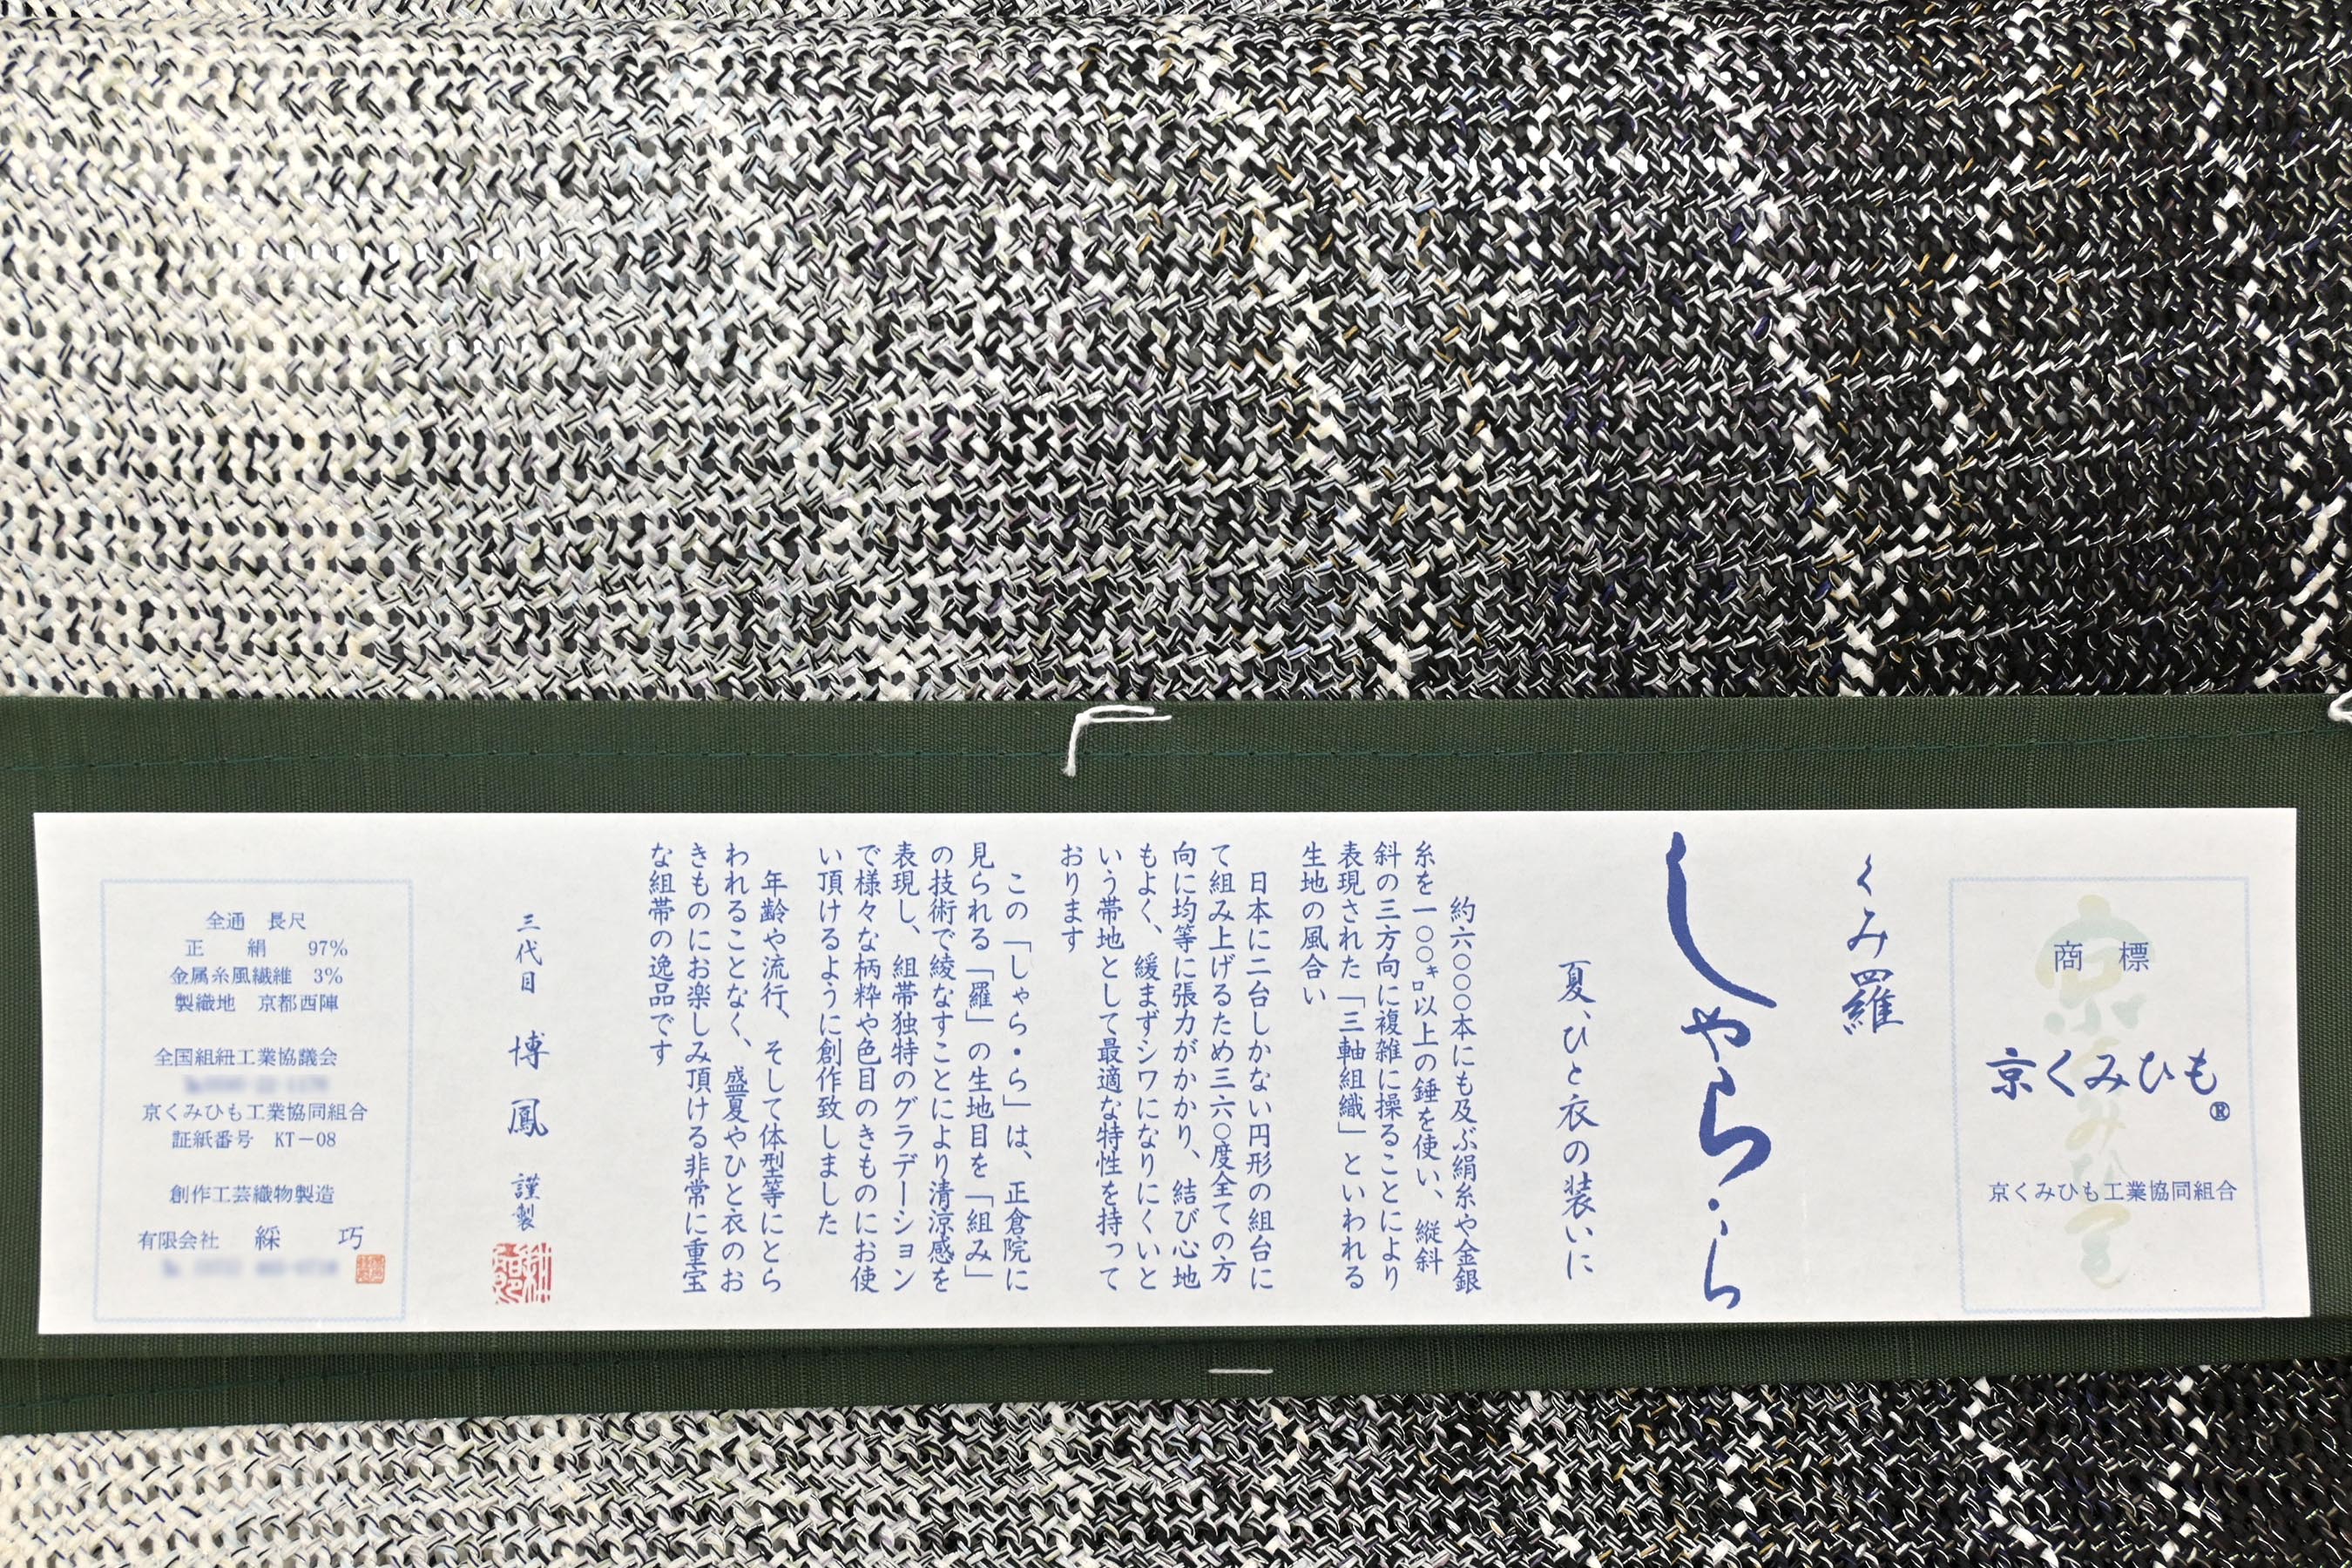 商標
京くみひも
®
京くみひも工業協同組合
くみ羅
しゃら・ら
夏、ひと衣の装いに
約六〇〇〇本にも及ぶ絹糸や金銀
糸を一〇〇㌔以上の錘を使い、縦斜
斜の三方向に複雑に操ることにより
表現された「三軸組織」といわれる
生地の風合い
日本に二台しかない円形の組台に
て組み上げるため三六〇度全ての方
向に均等に張力がかかり、結び心地
もよく、緩まずシワになりにくいと
いう帯地として最適な特性を持って
おります
この「しゃら・ら」は、正倉院に
見られる「羅」の生地目を「組み」
の技術で綾なすことにより清涼感を
表現し、組帯独特のグラデーション
で様々な柄粋や色目のきものにお使
い頂けるように創作致しました
年齢や流行、そして体型等にとら
われることなく、盛夏やひと衣のお
きものにお楽しみ頂ける非常に重宝
な組帯の逸品です
三代目 博鳳 謹製
全通 長尺
正絹 97%
金属糸風繊維 3%
製織地 京都西陣
全国組紐工業協議会
京くみひも工業協同組合
証紙番号 KT-08
創作工芸織物製造
有限会社 綵巧